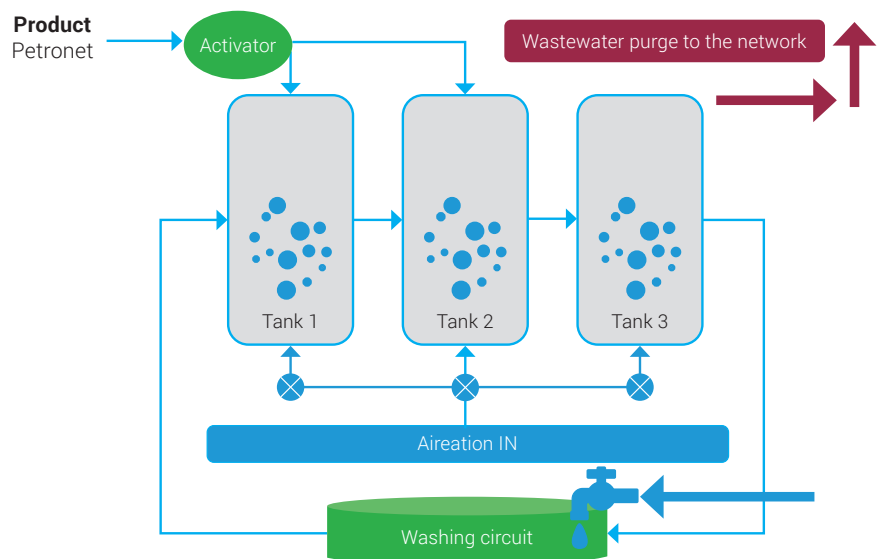 Product
Petronet
Activator
Wastewater purge to the network
Tank 1
Tank 2
Tank 3
Aireation IN
Washing circuit